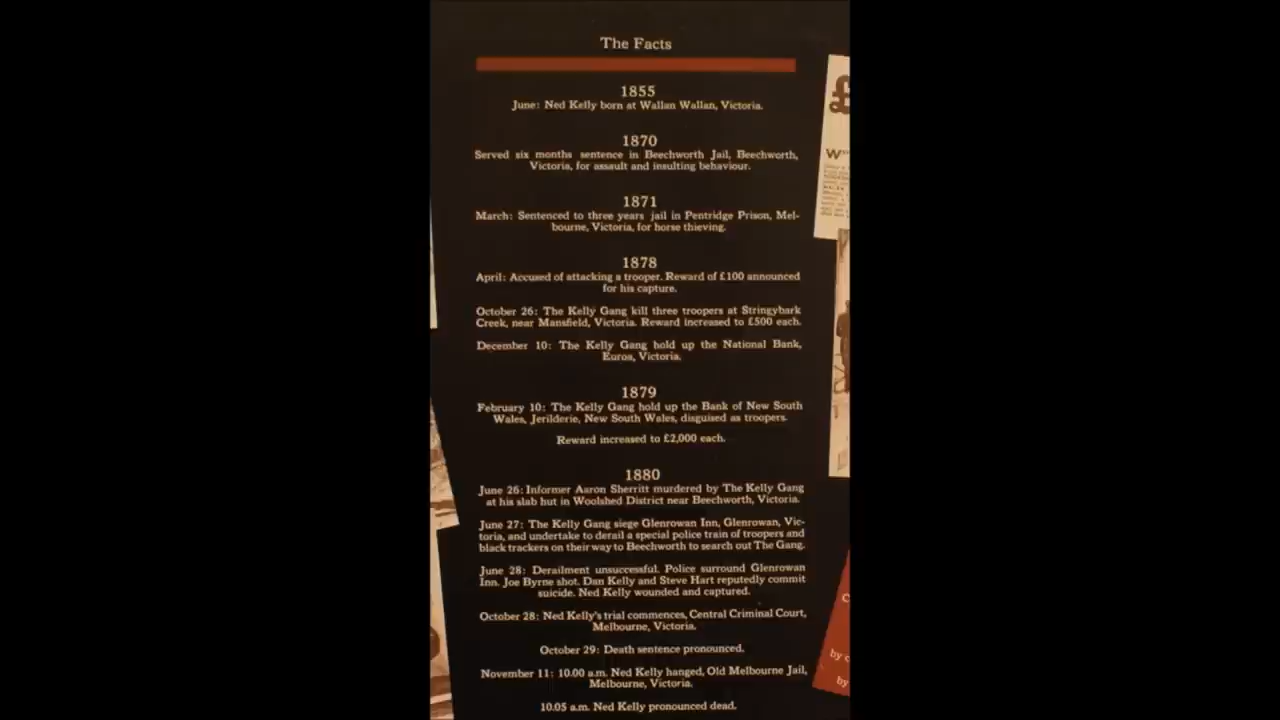 The Facts
1855
June: Ned Kelly born at Wallan Wallan, Victoria.
1870
Served six months sentence in Beechworth Jail, Beechworth,
Victoria, for assault and insulting behaviour.
1871
March: Sentenced to three years jail in Pentridge Prison, Mel-
bourne, Victoria, for horse thieving.
1878
April: Accused of attacking a trooper. Reward of £100 announced
for his capture.
October 26: The Kelly Gang kill three troopers at Stringybark
Creek, near Mansfield, Victoria. Reward increased to £500 each.
December 10: The Kelly Gang hold up the National Bank,
Euroa, Victoria.
1879
February 10: The Kelly Gang hold up the Bank of New South
Wales, Jerilderie, New South Wales, disguised as troopers.
Reward increased to £2,000 each.
1880
June 26: Informer Aaron Sherritt murdered by The Kelly Gang
at his slab hut in Woolshed District near Beechworth, Victoria.
June 27: The Kelly Gang siege Glenrowan Inn, Glenrowan, Vic-
toria, and undertake to derail a special police train of troopers and
black trackers on their way to Beechworth to search out The Gang.
June 28: Derailment unsuccessful. Police surround Glenrowan
Inn. Joe Byrne shot. Dan Kelly and Steve Hart reputedly commit
suicide. Ned Kelly wounded and captured.
October 28: Ned Kelly's trial commences, Central Criminal Court,
Melbourne, Victoria.
October 29: Death sentence pronounced.
November 11: 10.00 a.m. Ned Kelly hanged, Old Melbourne Jail,
Melbourne, Victoria.
10.05 a.m. Ned Kelly pronounced dead.
£
W
C
by c
by